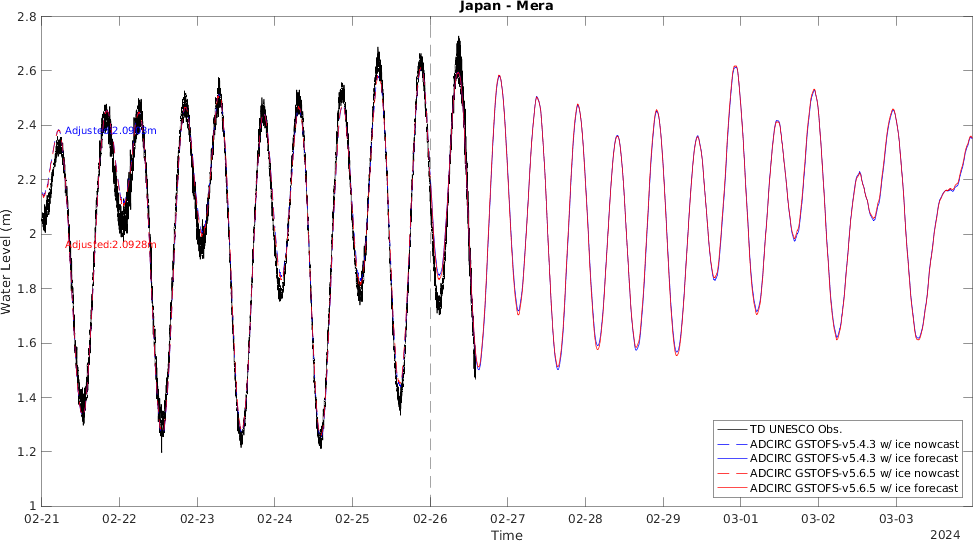 Japan - Mera
Water Level (m)
2.8
2.6
2.4
2.2
2
1.8
1.6
1.4
1.2
1
Adjusted:2.0928m
TD UNESCO Obs.
ADCIRC GSTOFS-v5.4.3 w/ ice nowcast
ADCIRC GSTOFS-v5.4.3 w/ ice forecast
ADCIRC GSTOFS-v5.6.5 w/ ice nowcast
ADCIRC GSTOFS-v5.6.5 w/ ice forecast
02-21 02-22 02-23 02-24 02-25 02-26 02-27 02-28 02-29 03-01 03-02 03-03
Time
2024